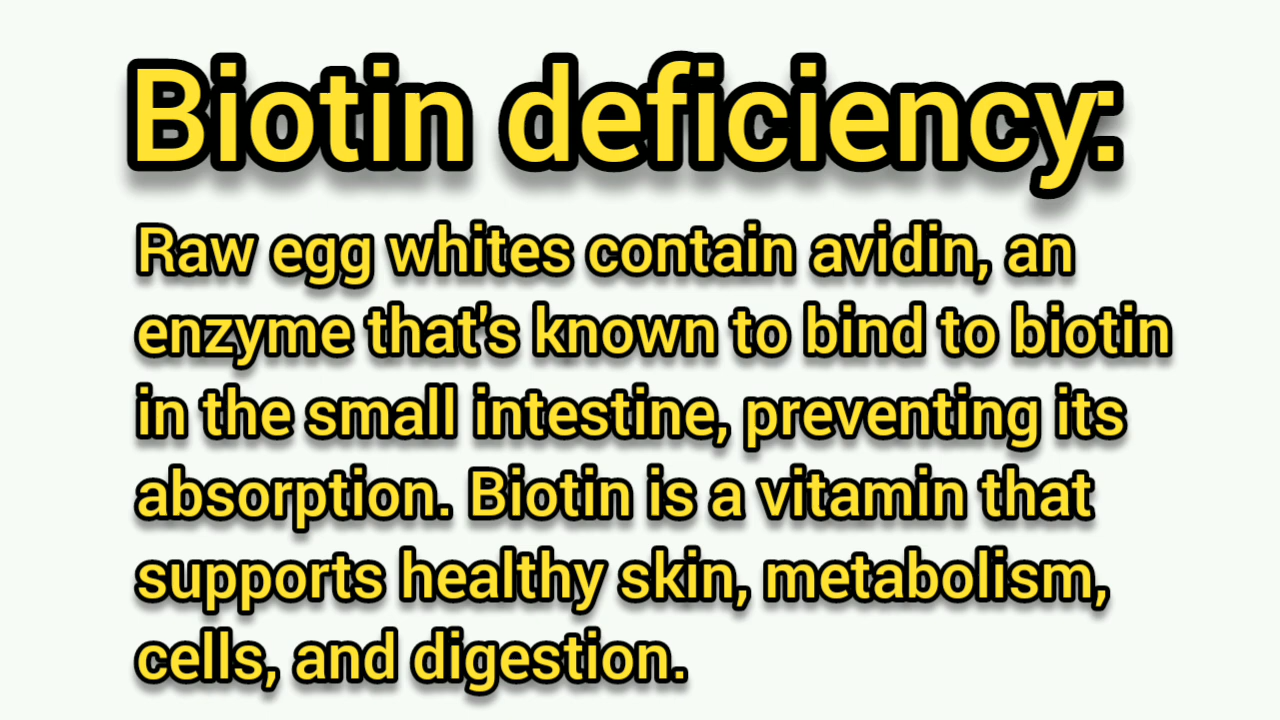 Biotin deficiency:
Raw egg whites contain avidin, an
enzyme that's known to bind to biotin
in the small intestine, preventing its
absorption. Biotin is a vitamin that
supports healthy skin, metabolism,
cells, and digestion.